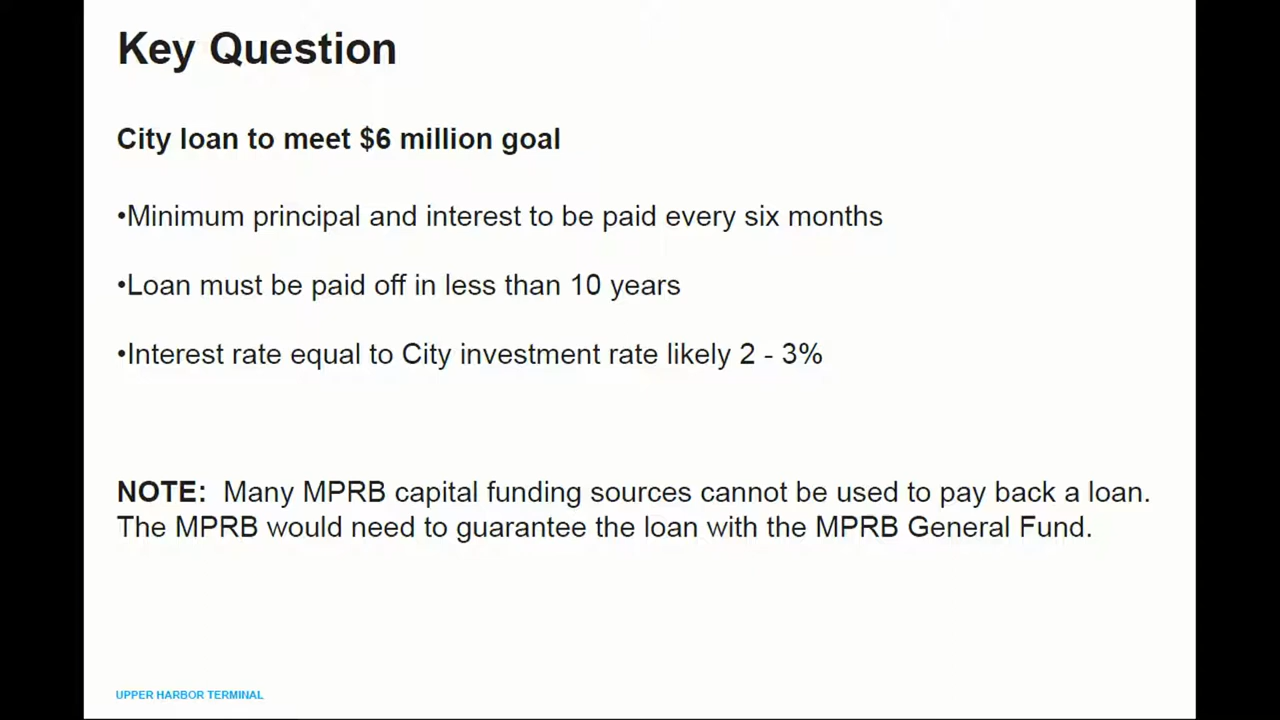 Key Question
City loan to meet $6 million goal
•Minimum principal and interest to be paid every six months
•Loan must be paid off in less than 10 years
•Interest rate equal to City investment rate likely 2 - 3%
NOTE:  Many MPRB capital funding sources cannot be used to pay back a loan.
The MPRB would need to guarantee the loan with the MPRB General Fund.
UPPER HARBOR TERMINAL